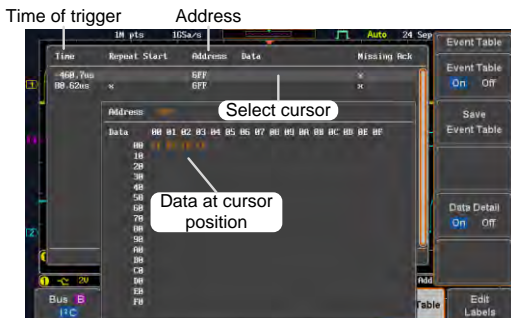 Time of trigger Address
1M pts 1GSa/s Auto 24 Sep
Event Table
Time Repeat Start Address Data Missing Ack
-460.7us 6FF x
80.62us x 6FF x
Event Table
On Off
Select cursor
Address
Save
Event Table
Data 00 01 02 03 04 05 06 07 08 09 0A 0B 0C 0D 0E 0F
00
10
20
30
40
50
60
70
80
90
A0
B0
C0
D0
E0
F0
Data at cursor
position
Data Detail
On Off
1 2V
Bus B
I²C
Table
Edit
Labels